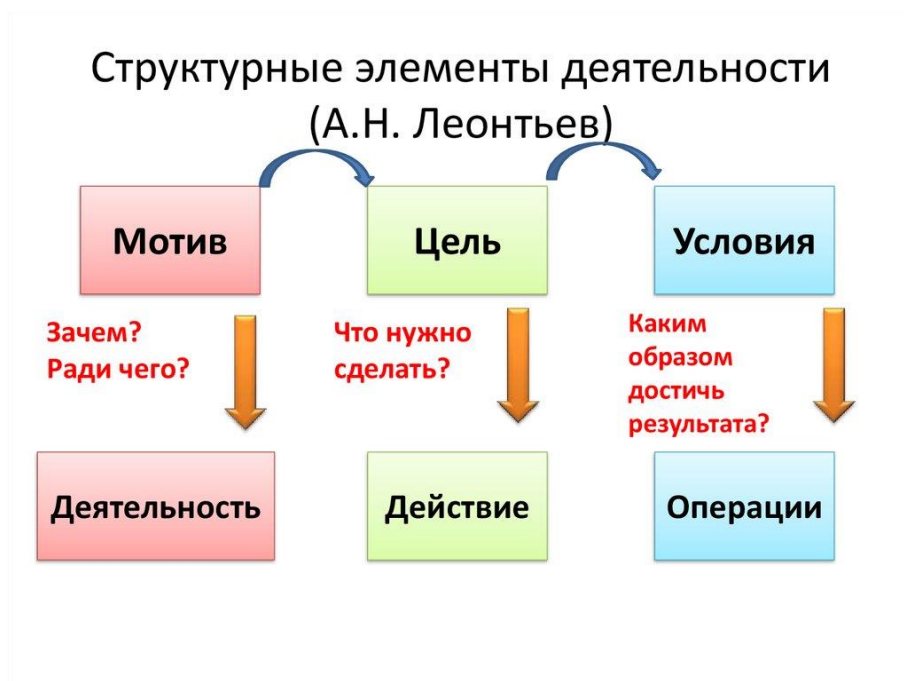 Структурные элементы деятельности
(А.Н. Леонтьев)
Мотив
Цель
Условия
Зачем?
Ради чего?
Что нужно
сделать?
Каким
образом
достичь
результата?
Деятельность
Действие
Операции